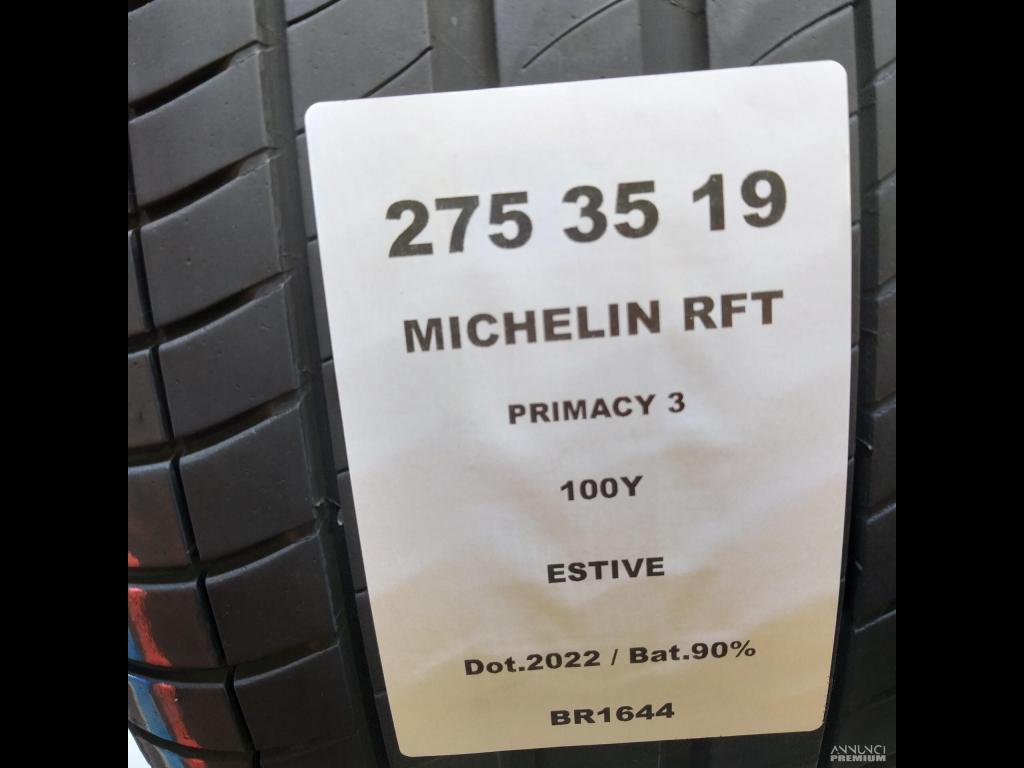 275 35 19
MICHELIN RFT
PRIMACY 3
100Y
ESTIVE
Dot.2022 / Bat.90%
BR1644
ANNUNCI
PREMIUM